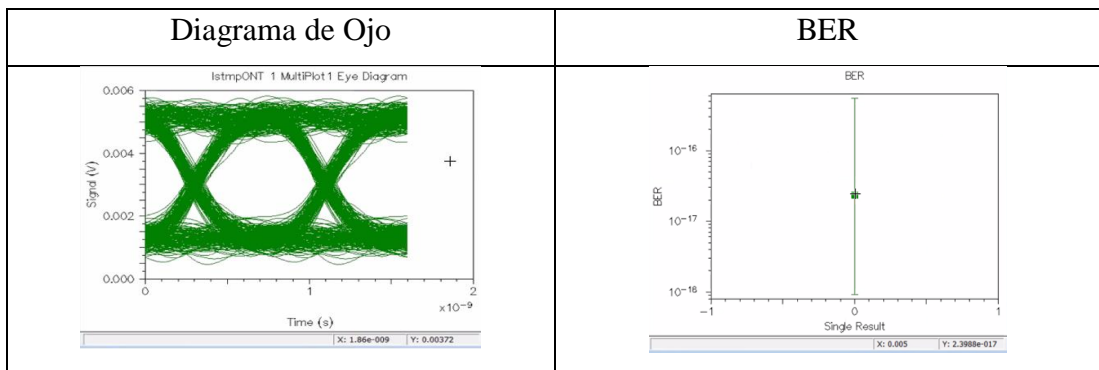 Diagrama de Ojo
BER
IstmpONT 1 MultiPlot1 Eye Diagram
0.006
0.004
0.002
0.000
Signal (V)
0
1
2
x10−9
Time (s)
X: 1.86e-009 Y: 0.00372
BER
10−16
10−17
10−18
BER
−1
0
1
Single Result
X: 0.005 Y: 2.3988e-017